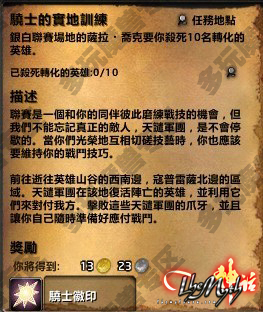 騎士的實地訓練
任務地點
銀白聯賽場地的薩拉·喬克要你殺死10名轉化的
英雄。
已殺死轉化的英雄:0/10
描述
聯賽是一個和你的同伴彼此磨練戰技的機會，但
我們不能忘記真正的敵人，天譴軍團，是不會停
歇的。當你們光榮地互相切磋技藝時，你也應該
要維持你的戰鬥技巧。
前往逝往英雄山谷的西南邊，寇普雷薩北邊的區
域。天譴軍團在該地復活陣亡的英雄，並利用它
們來對付我方。擊敗這些天譴軍團的爪牙，並且
讓你自己隨時準備好應付戰鬥。
獎勵
你將得到: 13 23
騎士徽印
神話